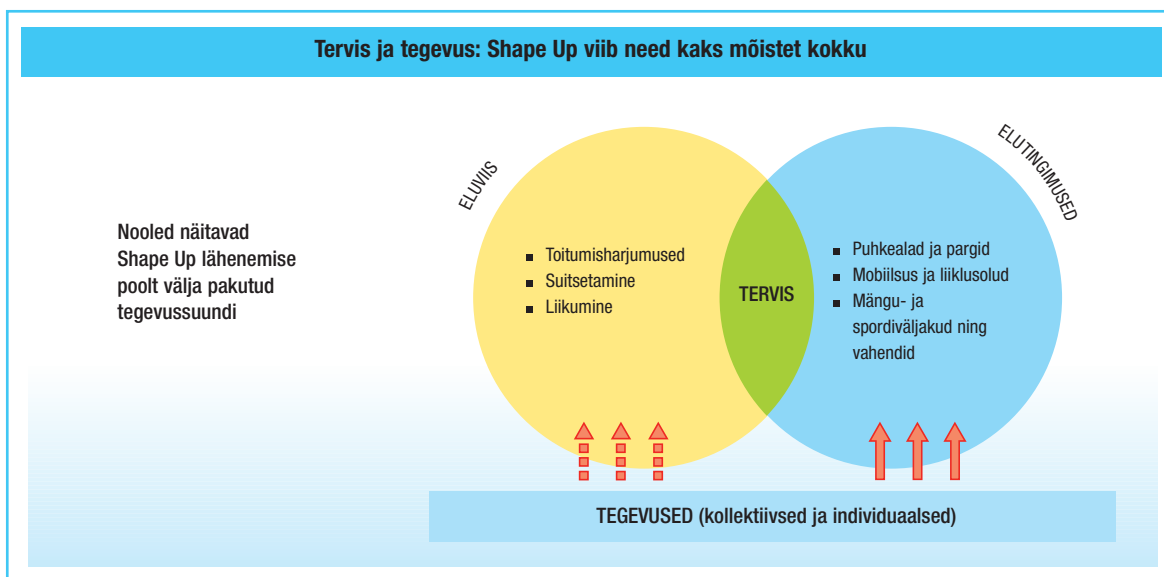 Tervis ja tegevus: Shape Up viib need kaks mõistet kokku
Nooled näitavad
Shape Up lähenemise
poolt välja pakutud
tegevussuundi
ELUVIIS
▪ Toitumisharjumused
▪ Suitsetamine
▪ Liikumine
TERVIS
ELUTINGIMUSED
▪ Puhkealad ja pargid
▪ Mobiilsus ja liiklusolud
▪ Mängu- ja
spordiväljakud ning
vahendid
TEGEVUSED (kollektiivsed ja individuaalsed)